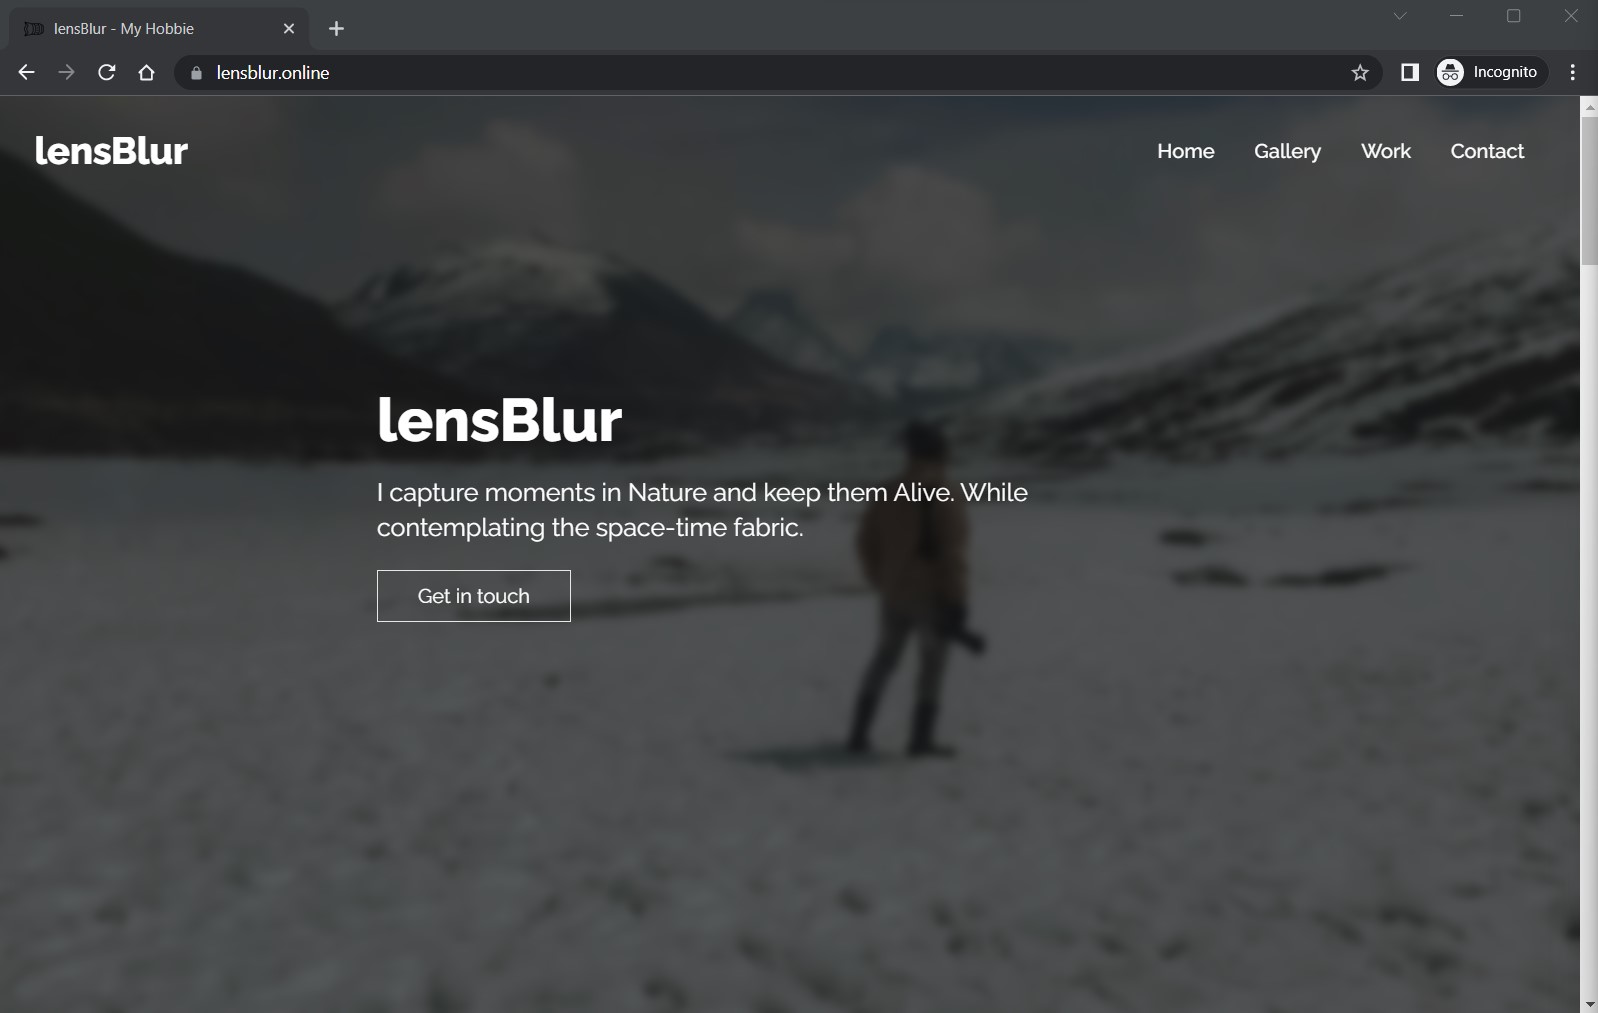 lensBlur - My Hobbie
lensblur.online
Incognito
lensBlur
Home Gallery Work Contact
lensBlur
I capture moments in Nature and keep them Alive. While
contemplating the space-time fabric.
Get in touch